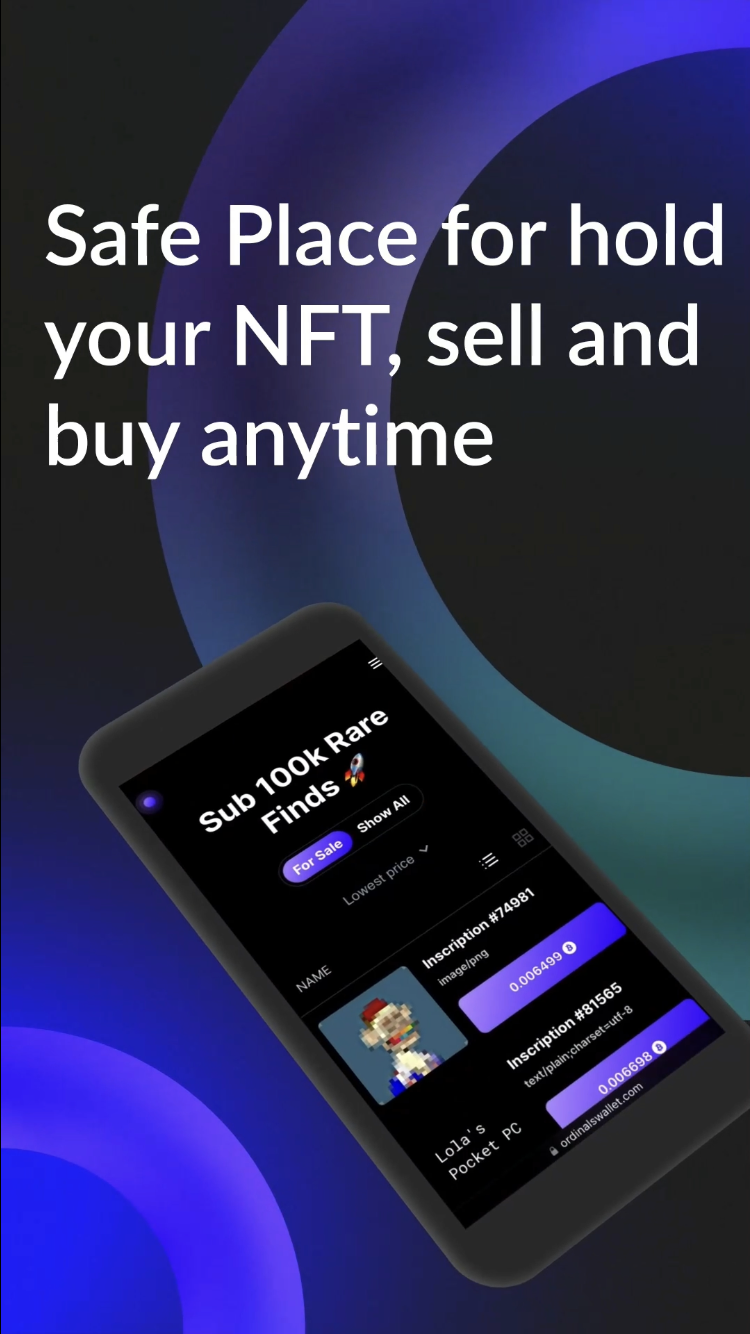 Safe Place for hold
your NFT, sell and
buy anytime
Sub 100k Rare
Finds 🚀
For Sale
Show All
Lowest price
NAME
Inscription #74981
image/png
0.006499
Inscription #81565
text/plain;charset=utf-8
0.006698
Lola's
Pocket PC
ordinalswallet.com